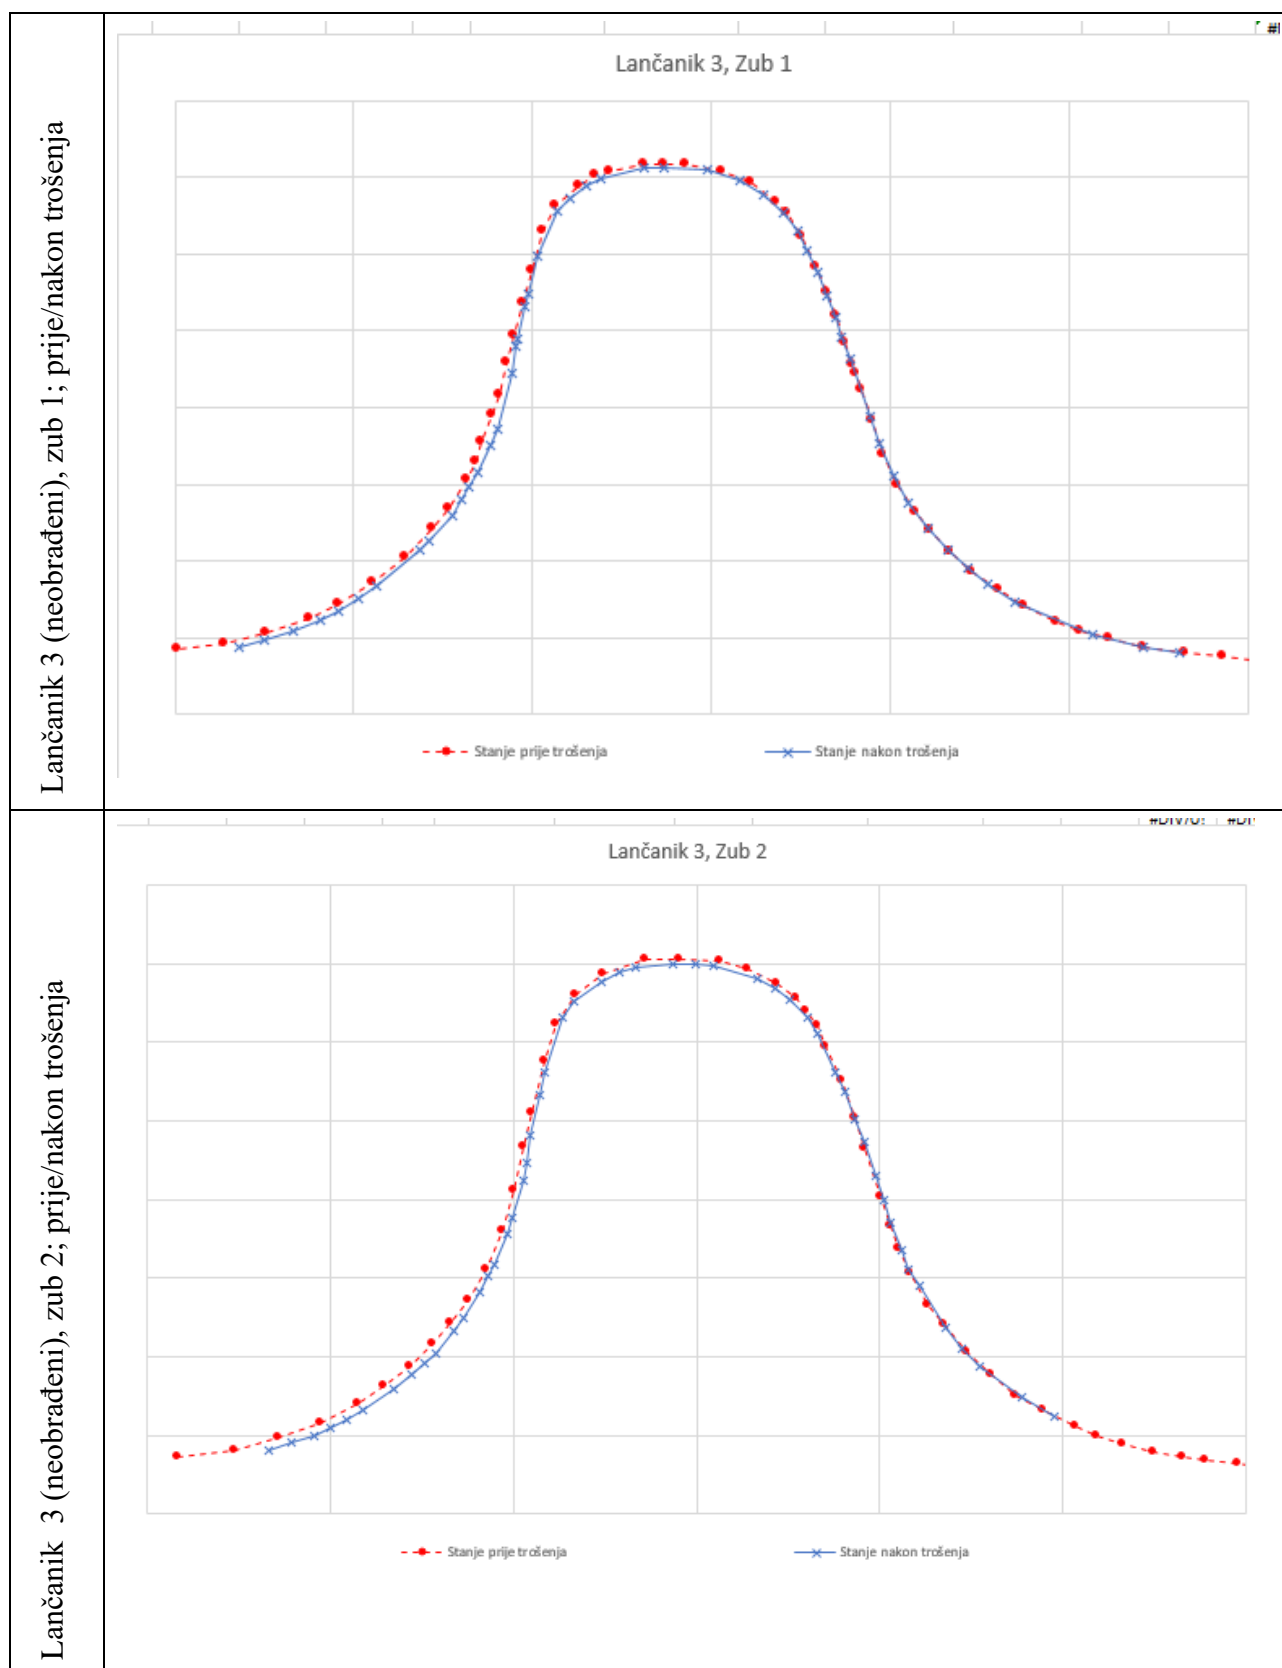 Lančanik 3 (neobrađeni), zub 1; prije/nakon trošenja
Lančanik 3, Zub 1
Stanje prije trošenja
Stanje nakon trošenja
Lančanik 3 (neobrađeni), zub 2; prije/nakon trošenja
Lančanik 3, Zub 2
Stanje prije trošenja
Stanje nakon trošenja